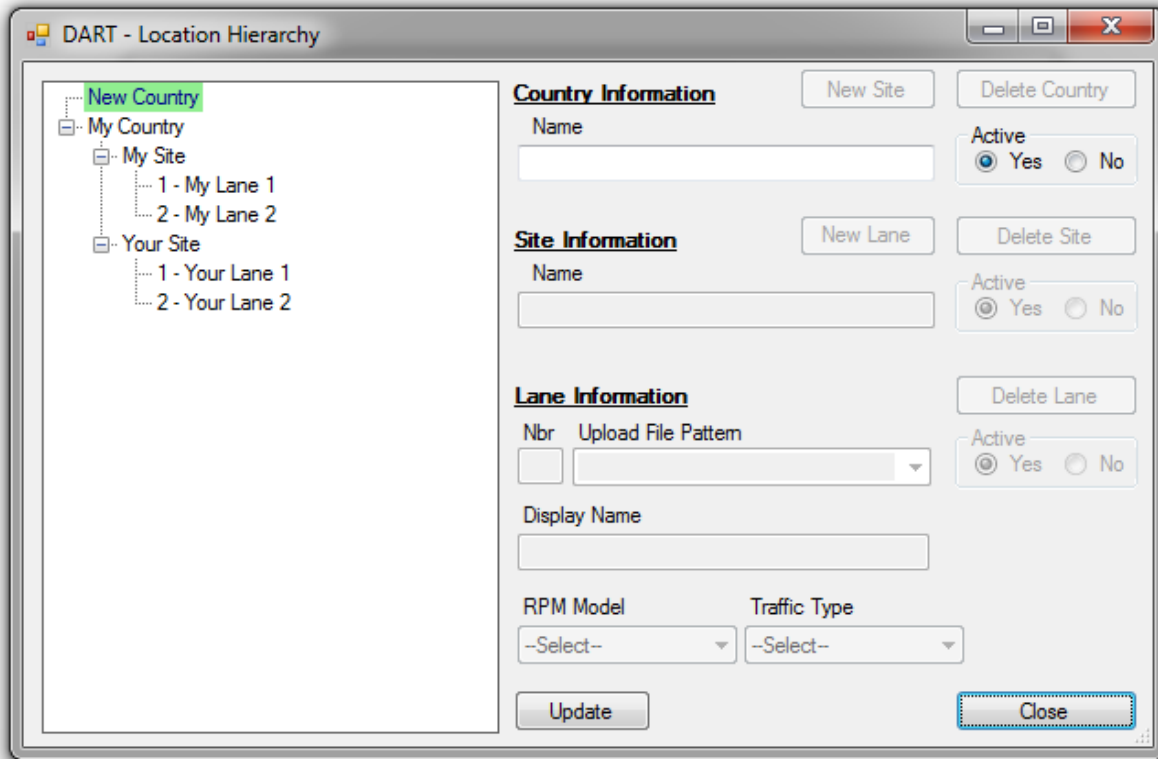 DART - Location Hierarchy
New Country
My Country
My Site
1 - My Lane 1
2 - My Lane 2
Your Site
1 - Your Lane 1
2 - Your Lane 2
Country Information
New Site
Delete Country
Name
Active
Yes No
Site Information
New Lane
Delete Site
Name
Active
Yes No
Lane Information
Delete Lane
Nbr Upload File Pattern
Active
Yes No
Display Name
RPM Model Traffic Type
--Select-- --Select--
Update Close